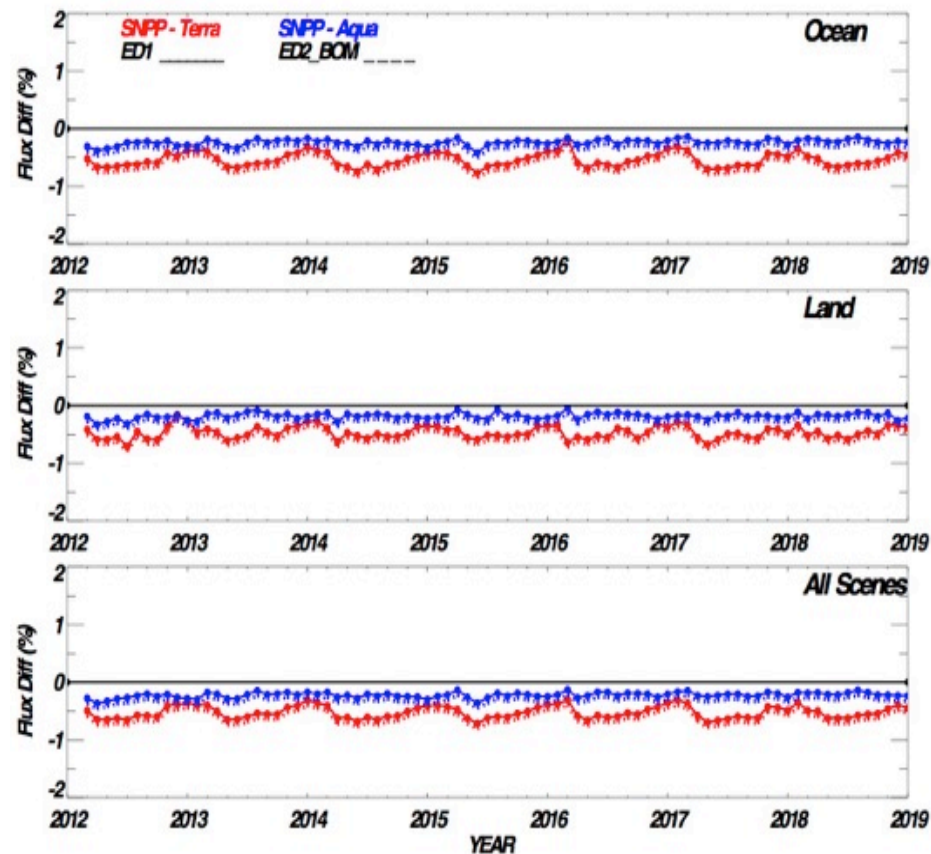 SNPP - Terra SNPP - Aqua Ocean
ED1 _______ ED2_BOM _ _ _ _
Flux Diff (%)
2
1
0
-1
-2
2012 2013 2014 2015 2016 2017 2018 2019
Land
Flux Diff (%)
2
1
0
-1
-2
2012 2013 2014 2015 2016 2017 2018 2019
All Scenes
Flux Diff (%)
2
1
0
-1
-2
2012 2013 2014 2015 2016 2017 2018 2019
YEAR